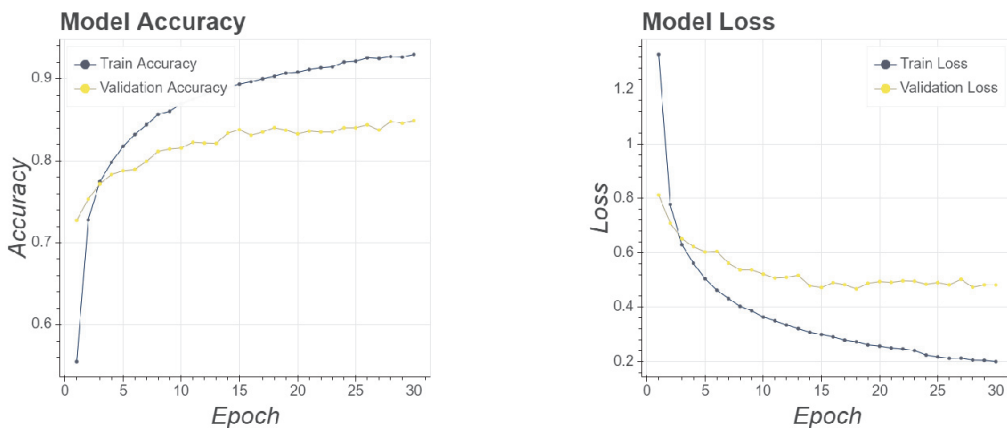 Model Accuracy
Train Accuracy
Validation Accuracy
0.9
0.8
0.7
0.6
Accuracy
0 5 10 15 20 25 30
Epoch
Model Loss
Train Loss
Validation Loss
1.2
1
0.8
0.6
0.4
0.2
Loss
0 5 10 15 20 25 30
Epoch